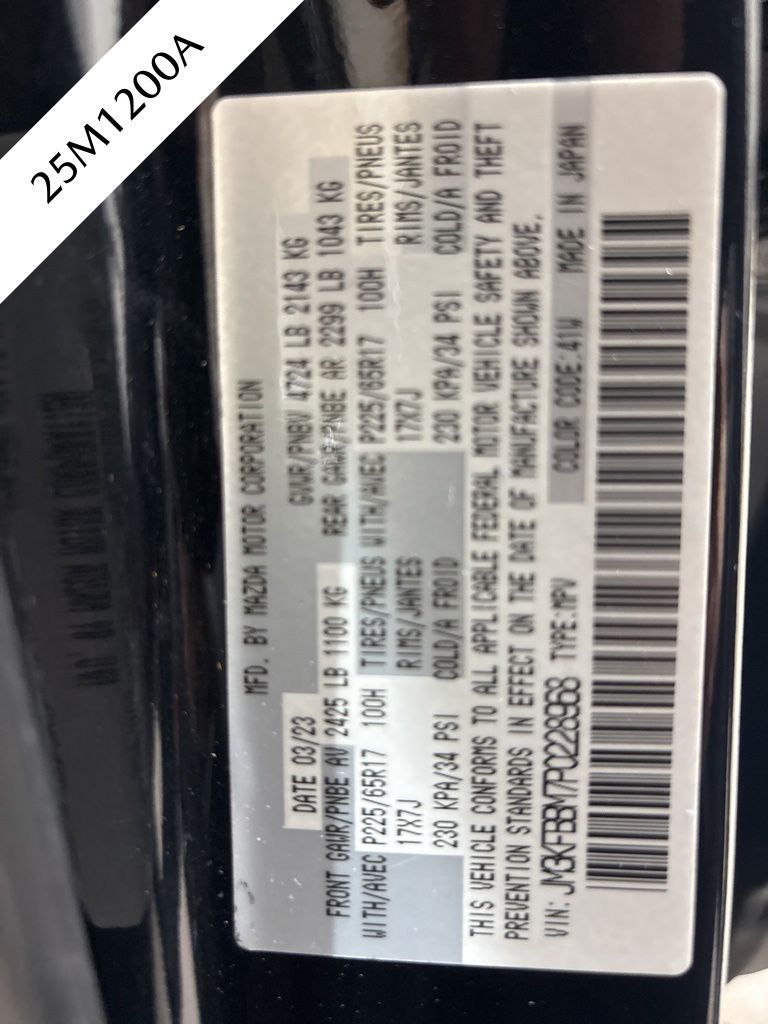 25M1200A
MFD. BY MAZDA MOTOR CORPORATION
DATE 03/23 GVWR/PNBV 4724 LB 2143 KG
FRONT GAWR/PNBE AV 2425 LB 1100 KG REAR GAWR/PNBE AR 2299 LB 1043 KG
WITH/AVEC P225/65R17 100H TIRES/PNEUS WITH/AVEC P225/65R17 100H TIRES/PNEUS
17X7J RIMS/JANTES 17X7J RIMS/JANTES
230 KPA/34 PSI COLD/A FROID 230 KPA/34 PSI COLD/A FROID
THIS VEHICLE CONFORMS TO ALL APPLICABLE FEDERAL MOTOR VEHICLE SAFETY AND THEFT
PREVENTION STANDARDS IN EFFECT ON THE DATE OF MANUFACTURE SHOWN ABOVE.
VIN: JM3KFBBM7P0228968 TYPE:MPV COLOR CODE:41W MADE IN JAPAN